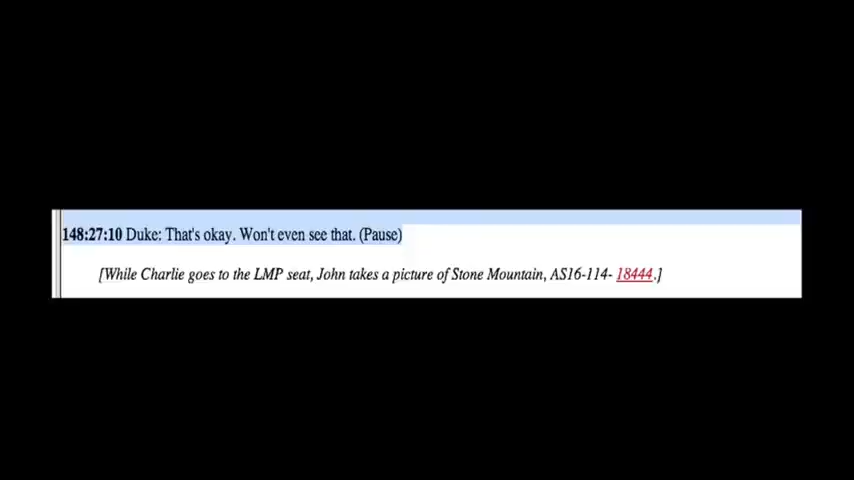 148:27:10 Duke: That's okay. Won't even see that. (Pause)
[While Charlie goes to the LMP seat, John takes a picture of Stone Mountain, AS16-114- 18444.]